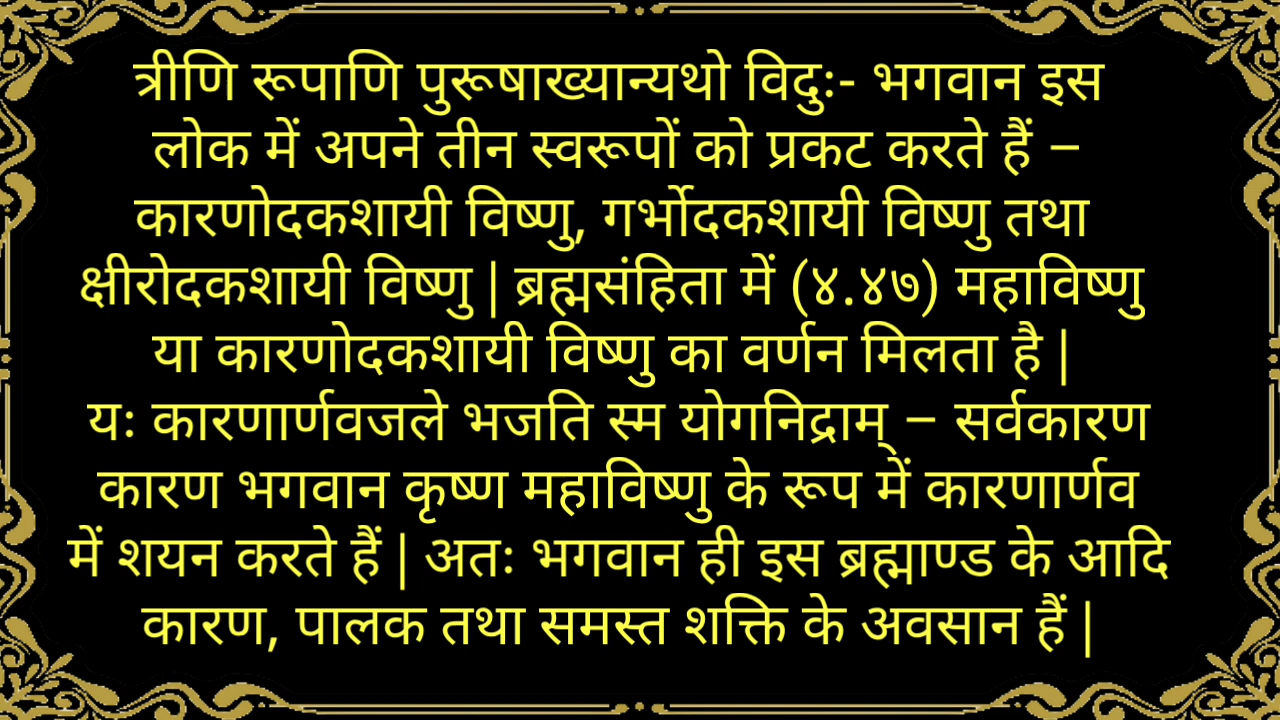 त्रीणि रूपाणि पुरूषाख्यान्यथो विदुः- भगवान इस
लोक में अपने तीन स्वरूपों को प्रकट करते हैं –
कारणोदकशायी विष्णु, गर्भोदकशायी विष्णु तथा
क्षीरोदकशायी विष्णु | ब्रह्मसंहिता में (४.४७) महाविष्णु
या कारणोदकशायी विष्णु का वर्णन मिलता है |
यः कारणार्णवजले भजति स्म योगनिद्राम् – सर्वकारण
कारण भगवान कृष्ण महाविष्णु के रूप में कारणार्णव
में शयन करते हैं | अतः भगवान ही इस ब्रह्माण्ड के आदि
कारण, पालक तथा समस्त शक्ति के अवसान हैं |